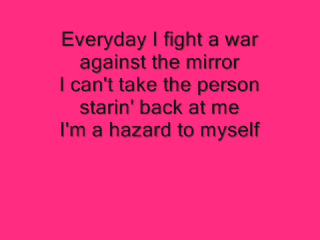 Everyday I fight a war
against the mirror
I can't take the person
starin' back at me
I'm a hazard to myself